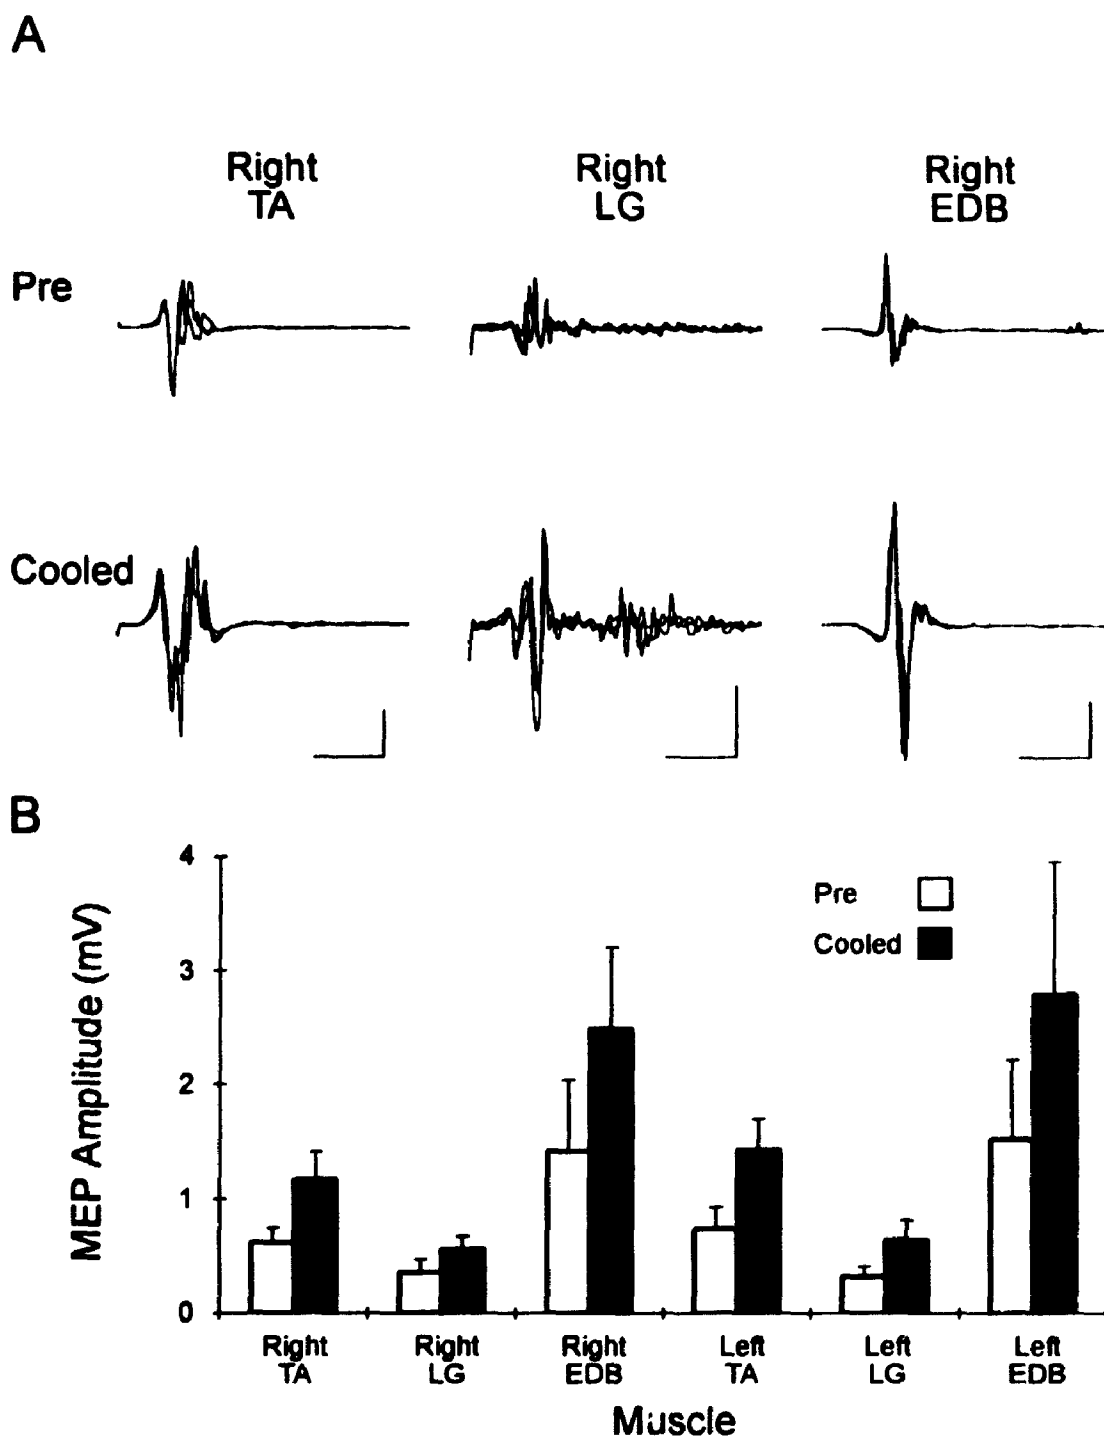 A
Right
TA
Right
LG
Right
EDB
Pre
Cooled
B
MEP Amplitude (mV)
4
3
2
1
0
Pre
Cooled
Right
TA
Right
LG
Right
EDB
Left
TA
Left
LG
Left
EDB
Muscle